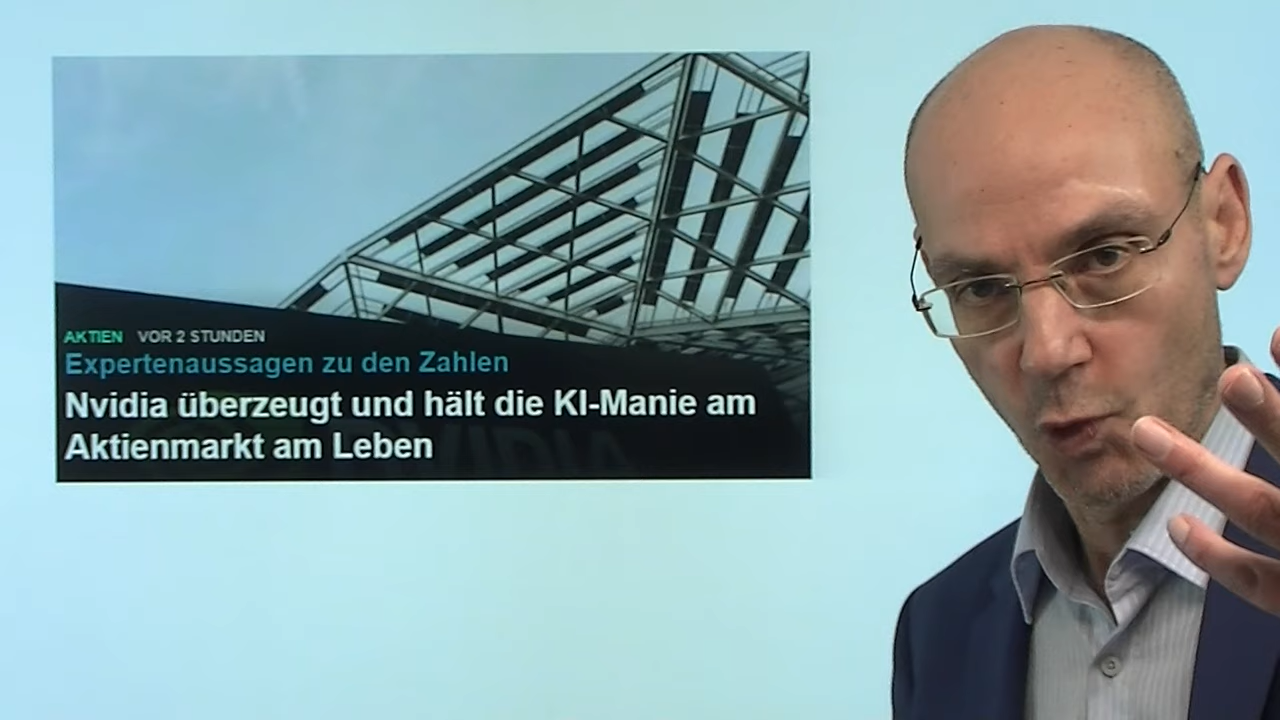 AKTIEN VOR 2 STUNDEN
Expertenaussagen zu den Zahlen
Nvidia überzeugt und hält die KI-Manie am
Aktienmarkt am Leben
NVIDIA